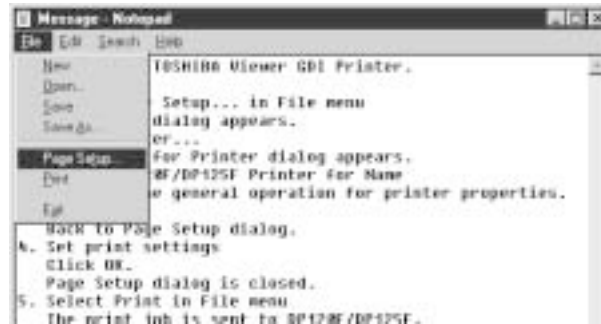 Message - Notepad
File Edit Search Help
New
Open...
Save
Save As...
Page Setup...
Print
Exit
TOSHIBA Viewer GDI Printer.
Setup... in File menu
dialog appears.
er...
for Printer dialog appears.
0F/DP125F Printer for Name
e general operation for printer properties.
Back to Page Setup dialog.
4. Set print settings
Click OK.
Page Setup dialog is closed.
5. Select Print in File menu
The print job is sent to DP120F/DP125F.